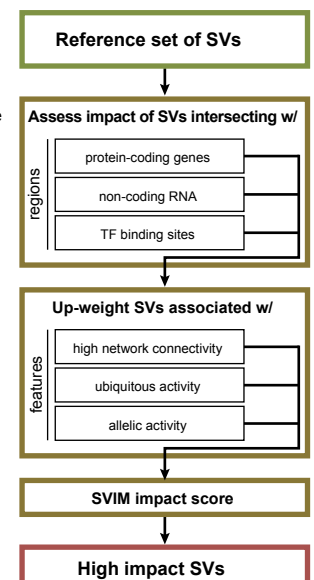 Reference set of SVs
e
Assess impact of SVs intersecting w/
regions
protein-coding genes
non-coding RNA
TF binding sites
Up-weight SVs associated w/
features
high network connectivity
ubiquitous activity
allelic activity
SVIM impact score
High impact SVs